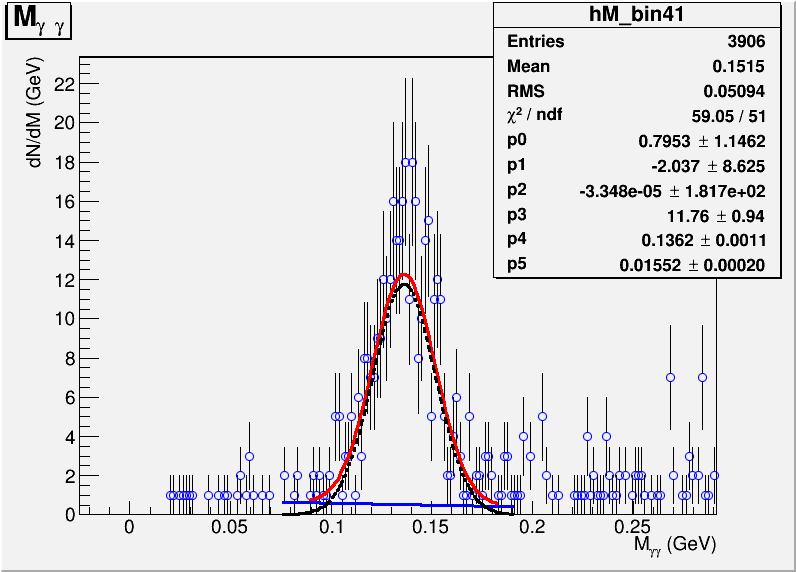 M γ γ
hM_bin41
Entries 3906
Mean 0.1515
RMS 0.05094
χ² / ndf 59.05 / 51
p0 0.7953 ± 1.1462
p1 -2.037 ± 8.625
p2 -3.348e-05 ± 1.817e+02
p3 11.76 ± 0.94
p4 0.1362 ± 0.0011
p5 0.01552 ± 0.00020
dN/dM (GeV)
22
20
18
16
14
12
10
8
6
4
2
0
0 0.05 0.1 0.15 0.2 0.25
M γγ (GeV)